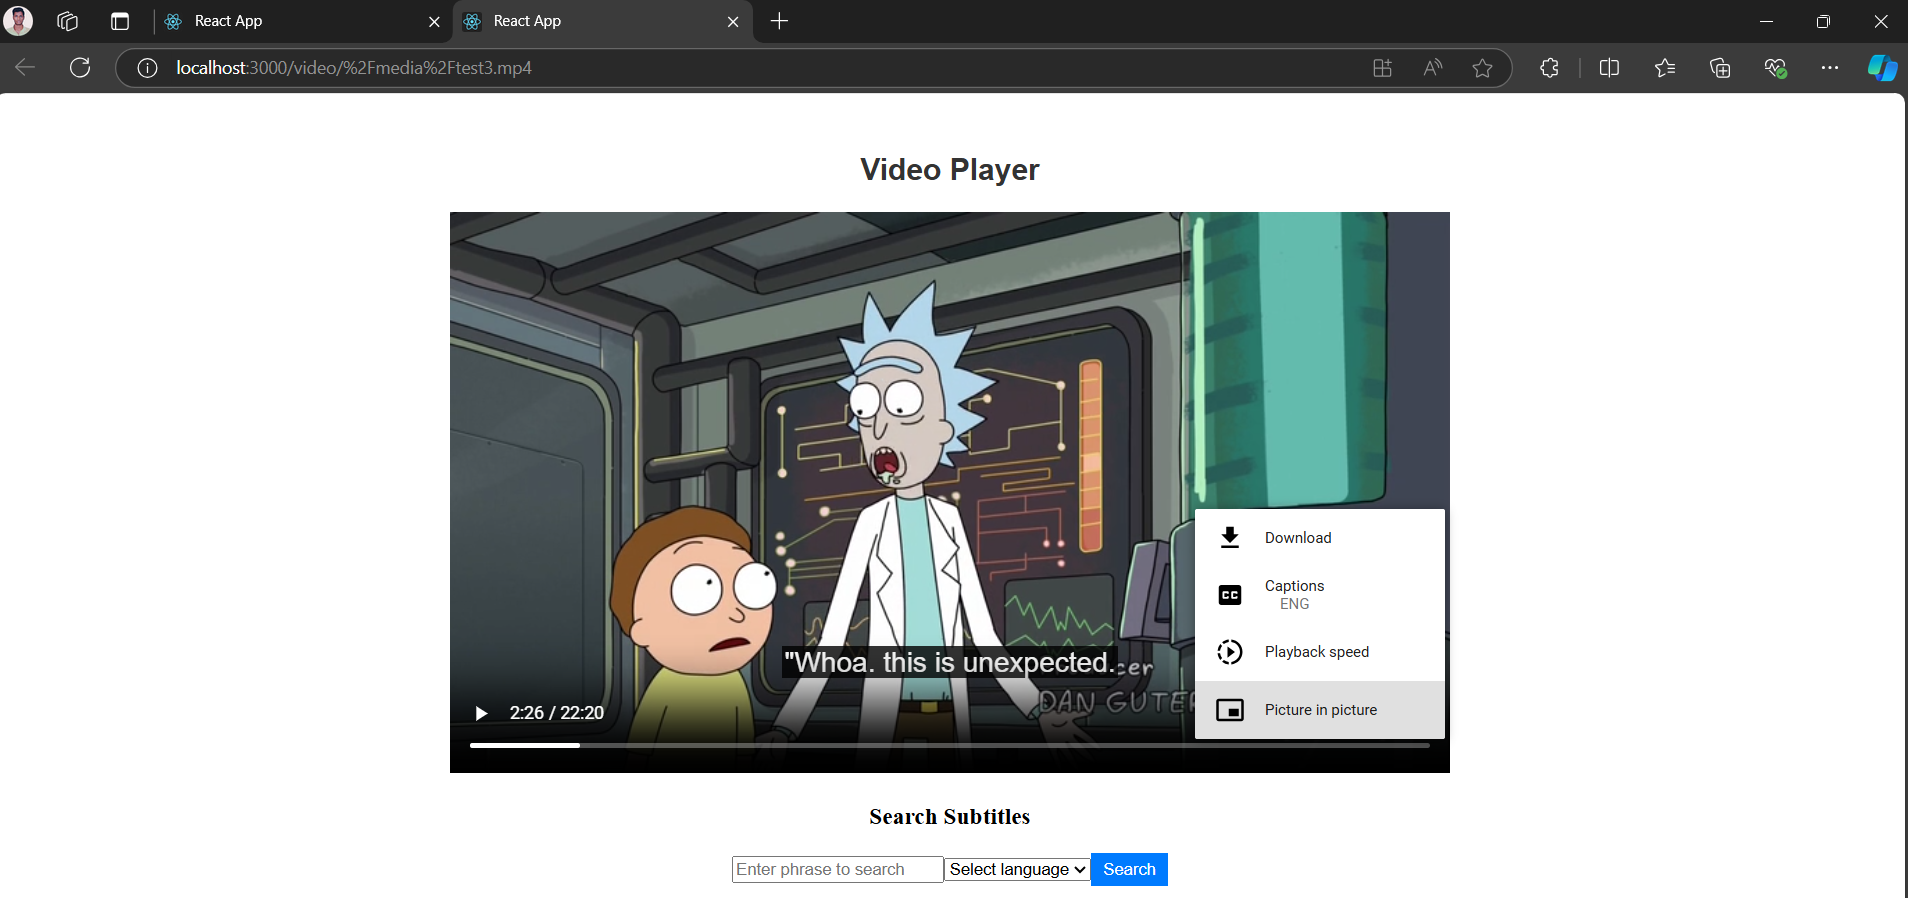 React App
React App
localhost:3000/video/%2Fmedia%2Ftest3.mp4
Video Player
Download
CC
Captions
ENG
Playback speed
"Whoa. this is unexpected.
DAN GUTER
2:26 / 22:20
Picture in picture
Search Subtitles
Enter phrase to search
Select language
Search